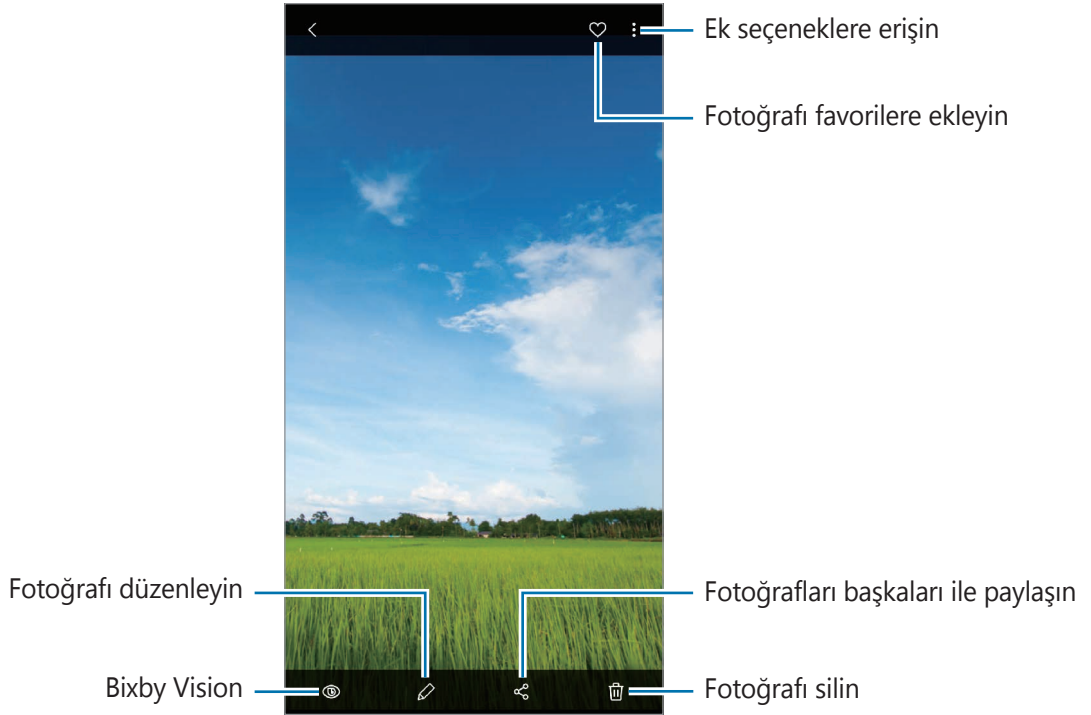 Ek seçeneklere erişin
Fotoğrafı favorilere ekleyin
Fotoğrafı düzenleyin
Fotoğrafları başkaları ile paylaşın
Bixby Vision
Fotoğrafı silin